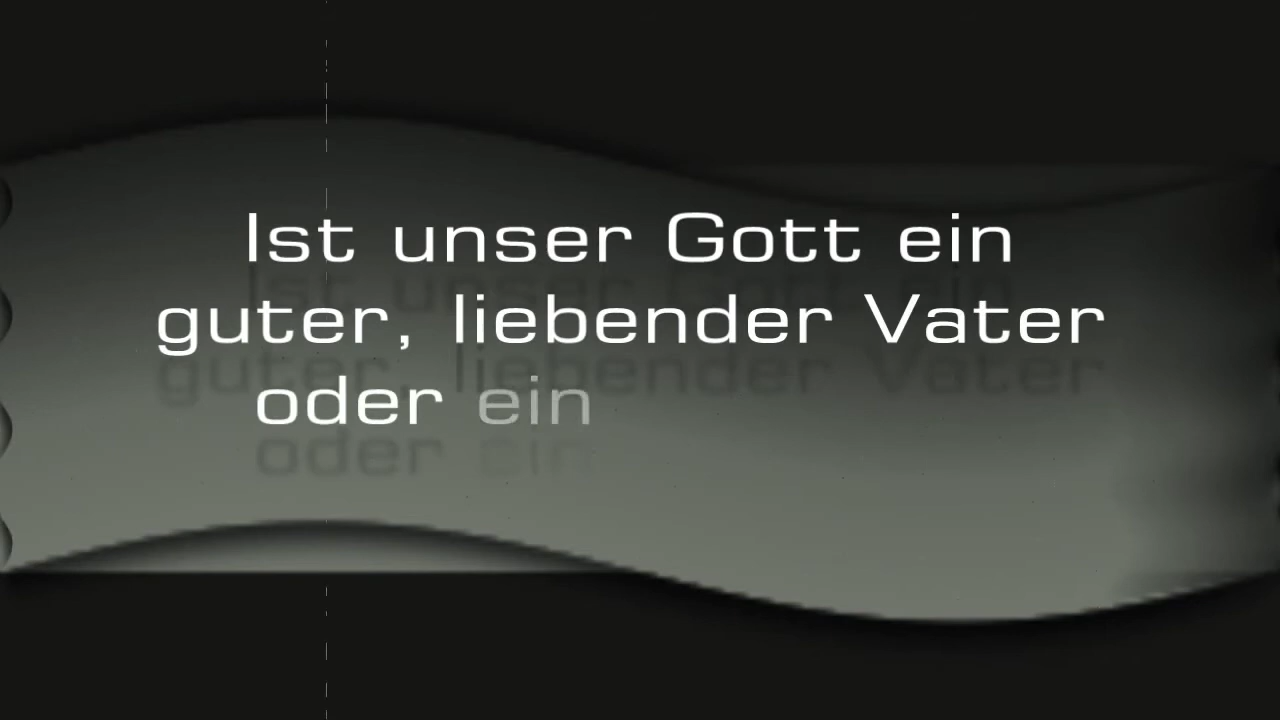 Ist unser Gott ein
guter, liebender Vater
oder ein